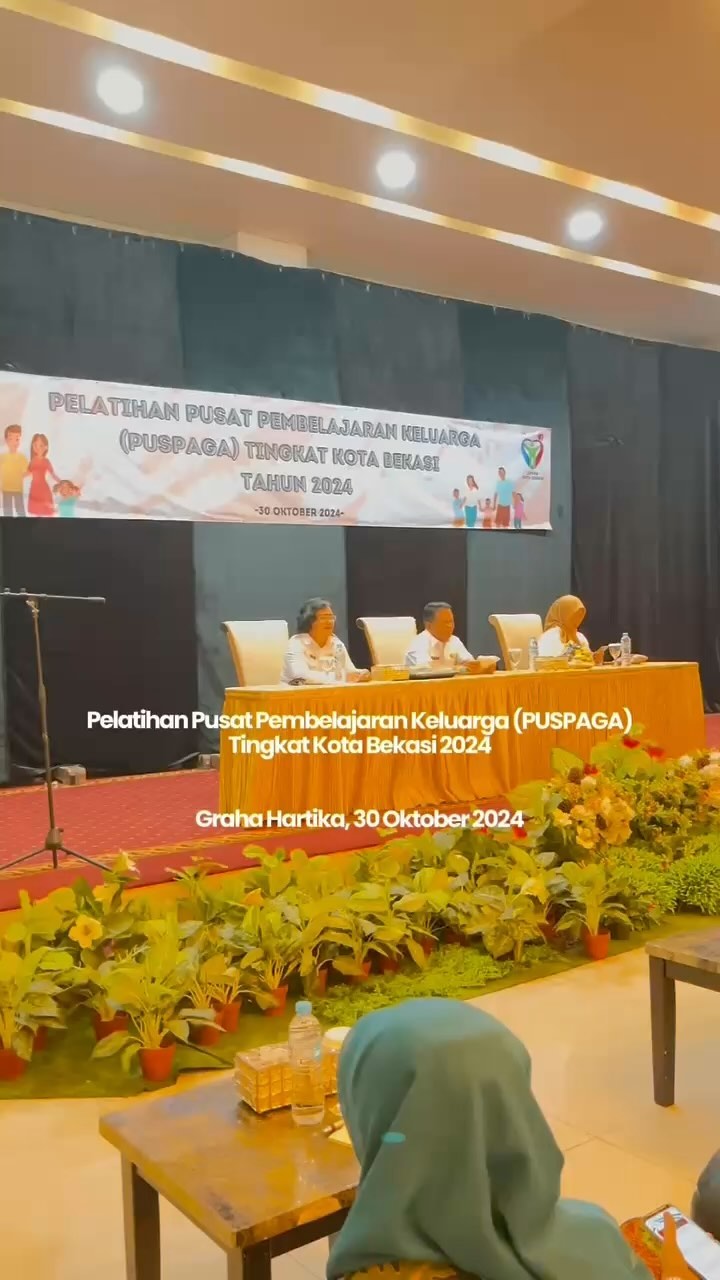 PELATIHAN PUSAT PEMBELAJARAN KELUARGA
(PUSPAGA) TINGKAT KOTA BEKASI
TAHUN 2024
-30 OKTOBER 2024-
Pelatihan Pusat Pembelajaran Keluarga (PUSPAGA)
Tingkat Kota Bekasi 2024
Graha Hartika, 30 Oktober 2024